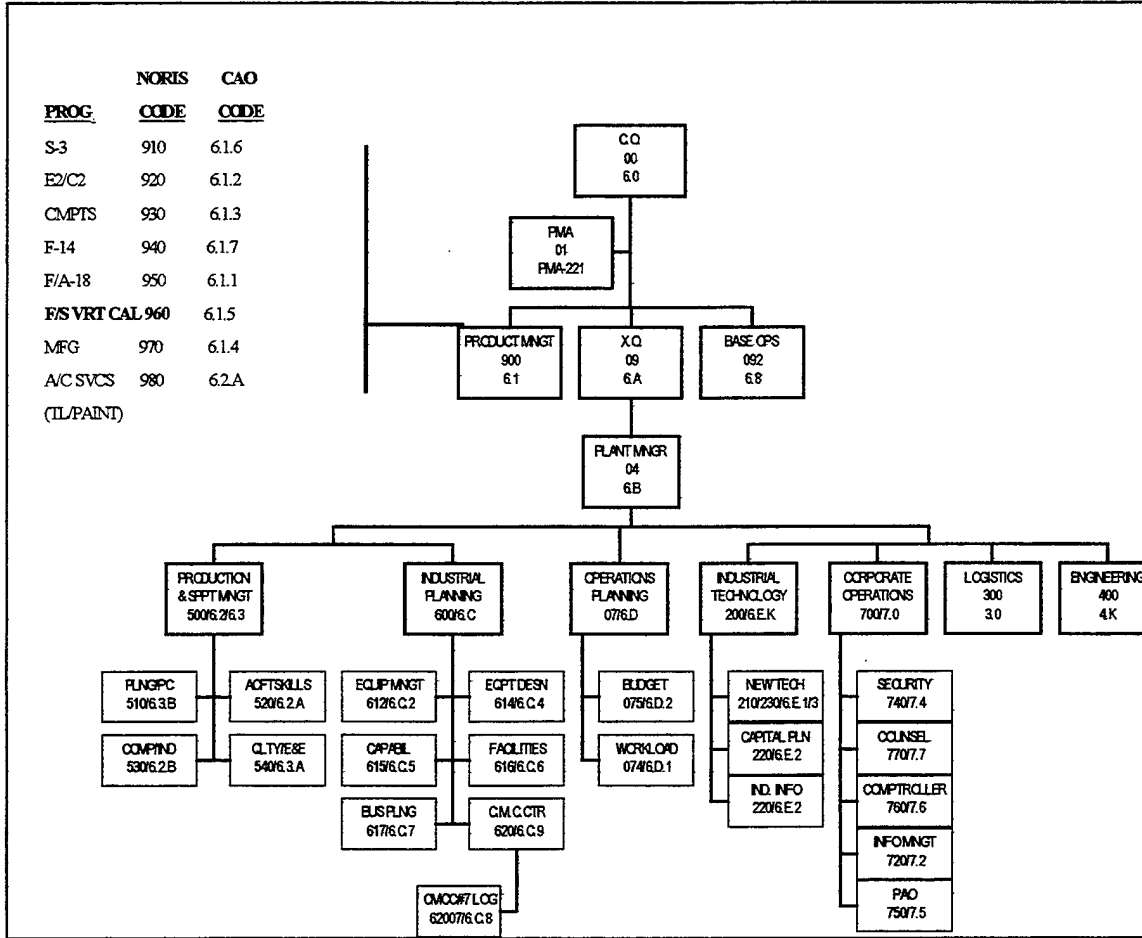 NORIS CAO
PROG. CODE CODE
S-3 910 6.1.6
E2/C2 920 6.1.2
CMPTS 930 6.1.3
F-14 940 6.1.7
F/A-18 950 6.1.1
F/S VRT CAL 960 6.1.5
MFG 970 6.1.4
A/C SVCS 980 6.2.A
(TL/PAINT)
C.O.
00
6.0
PMA
01
PMA-221
PRODUCT MNGT
900
6.1
X.O.
09
6.A
BASE OPS
092
6.8
PLANT MNGR
04
6.B
PRODUCTION
& SPPT MNGT
500/6.2/6.3
INDUSTRIAL
PLANNING
600/6.C
OPERATIONS
PLANNING
07/6.D
INDUSTRIAL
TECHNOLOGY
200/6.E.K
CORPORATE
OPERATIONS
700/7.0
LOGISTICS
300
3.0
ENGINEERING
400
4.K
PLNG/PC
510/6.3.B
ACFT SKILLS
520/6.2.A
COMP/IND
530/6.2.B
QLTY/E&E
540/6.3.A
EQUIP MNGT
612/6.C.2
EQPT DESN
614/6.C.4
CAPABIL
615/6.C.5
FACILITIES
616/6.C.6
BUS PLNG
617/6.C.7
C.M.C. CTR
620/6.C.9
CMCC#7 LOG
62007/6.C.8
BUDGET
075/6.D.2
WORKLOAD
074/6.D.1
NEW TECH
210/230/6.E.1/3
CAPITAL PLN
220/6.E.2
IND. INFO
220/6.E.2
SECURITY
740/7.4
COUNSEL
770/7.7
COMPTROLLER
760/7.6
INFO MNGT
720/7.2
PAO
750/7.5